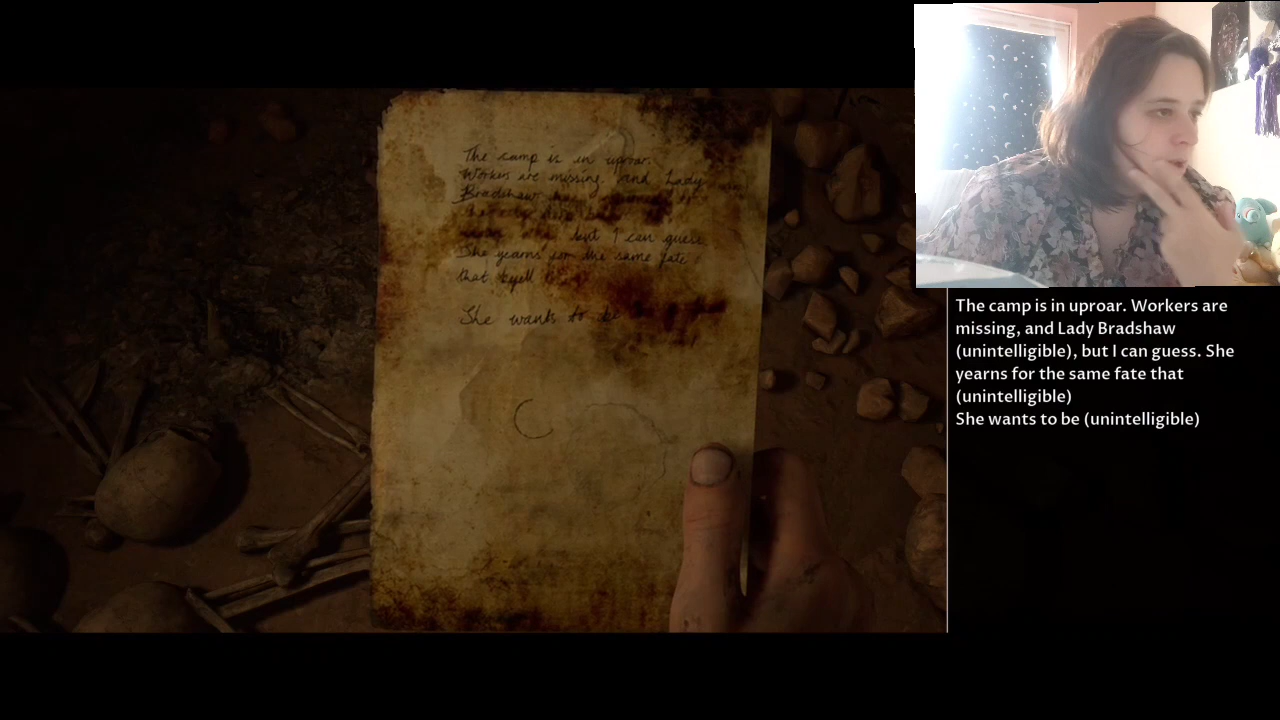 The camp is in uproar.
Workers are missing, and Lady
Bradshaw
but I can guess.
She yearns for the same fate
that
She wants to be
The camp is in uproar. Workers are
missing, and Lady Bradshaw
(unintelligible), but I can guess. She
yearns for the same fate that
(unintelligible)
She wants to be (unintelligible)